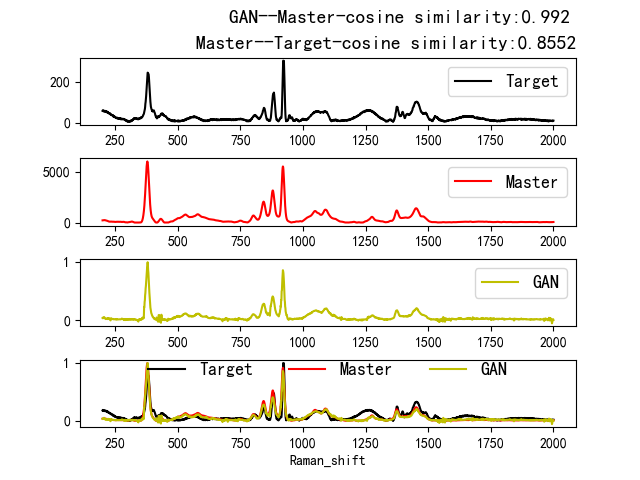 GAN--Master-cosine similarity:0.992
Master--Target-cosine similarity:0.8552
200
0
Target
250 500 750 1000 1250 1500 1750 2000
5000
0
Master
250 500 750 1000 1250 1500 1750 2000
1
0
GAN
250 500 750 1000 1250 1500 1750 2000
1
0
Target Master GAN
250 500 750 1000 1250 1500 1750 2000
Raman_shift